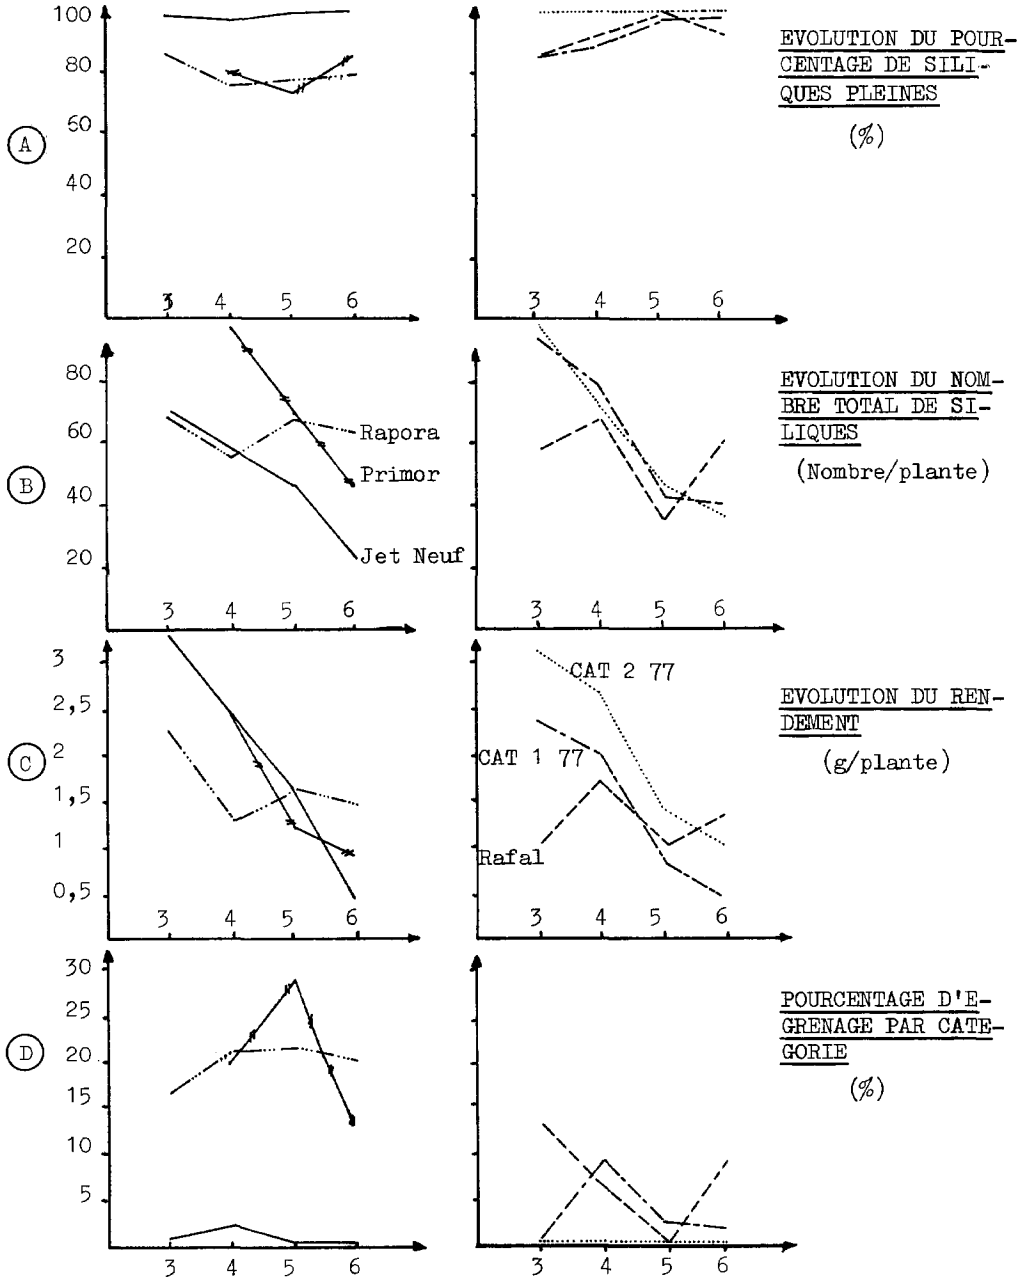 100
80
60
40
20
A
3 4 5 6
3 4 5 6
EVOLUTION DU POUR-
CENTAGE DE SILI-
QUES PLEINES
(%)
80
60
40
20
B
Rapora
Primor
Jet Neuf
3 4 5 6
3 4 5 6
EVOLUTION DU NOM-
BRE TOTAL DE SI-
LIQUES
(Nombre/plante)
3
2,5
2
1,5
1
0,5
C
3 4 5 6
CAT 2 77
CAT 1 77
Rafal
3 4 5 6
EVOLUTION DU REN-
DEMENT
(g/plante)
30
25
20
15
10
5
D
3 4 5 6
3 4 5 6
POURCENTAGE D'E-
GRENAGE PAR CATE-
GORIE
(%)